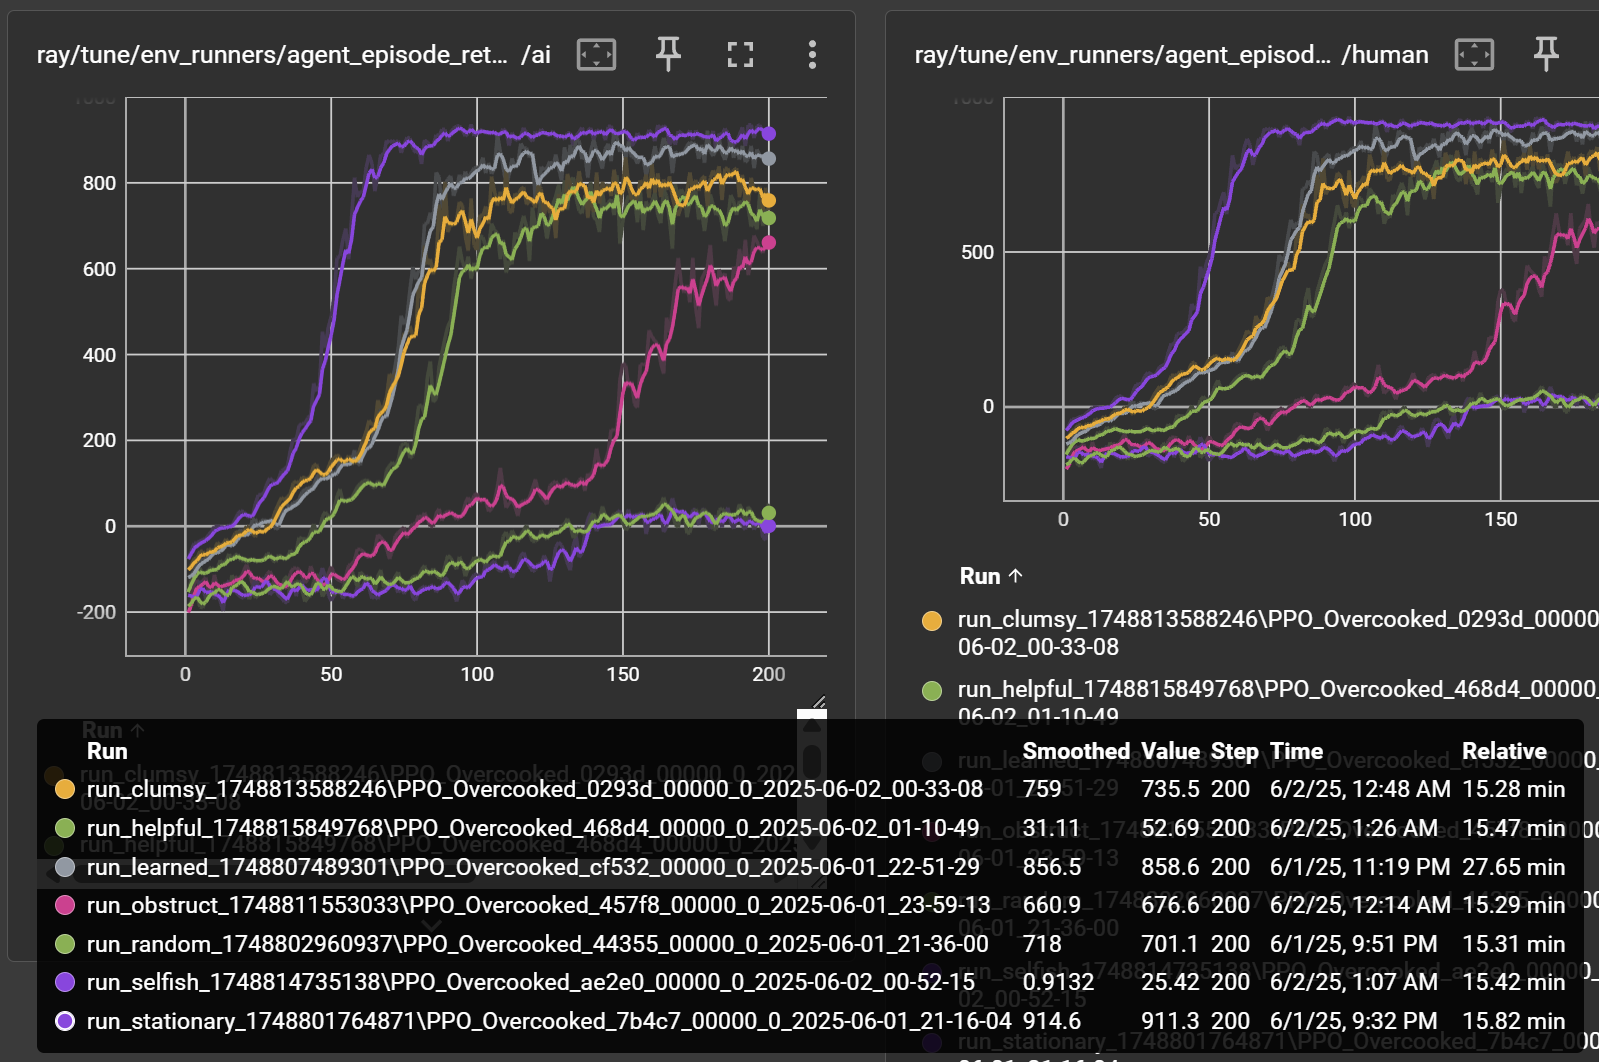 ray/tune/env_runners/agent_episode_ret... /ai
ray/tune/env_runners/agent_episod... /human
1000
800
600
400
200
0
-200
0 50 100 150 200
1000
500
0
0 50 100 150
Run ↑
run_clumsy_1748813588246\PPO_Overcooked_0293d_00000
06-02_00-33-08
run_helpful_1748815849768\PPO_Overcooked_468d4_00000_
06-02_01-10-49
Run ↑
Run Smoothed Value Step Time Relative
run_clumsy_1748813588246\PPO_Overcooked_0293d_00000_0_2025-06-02_00-33-08 759 735.5 200 6/2/25, 12:48 AM 15.28 min
run_helpful_1748815849768\PPO_Overcooked_468d4_00000_0_2025-06-02_01-10-49 31.11 52.69 200 6/2/25, 1:26 AM 15.47 min
run_learned_1748807489301\PPO_Overcooked_cf532_00000_0_2025-06-01_22-51-29 856.5 858.6 200 6/1/25, 11:19 PM 27.65 min
run_obstruct_1748811553033\PPO_Overcooked_457f8_00000_0_2025-06-01_23-59-13 660.9 676.6 200 6/2/25, 12:14 AM 15.29 min
run_random_1748802960937\PPO_Overcooked_44355_00000_0_2025-06-01_21-36-00 718 701.1 200 6/1/25, 9:51 PM 15.31 min
run_selfish_1748814735138\PPO_Overcooked_ae2e0_00000_0_2025-06-02_00-52-15 0.9132 25.42 200 6/2/25, 1:07 AM 15.42 min
run_stationary_1748801764871\PPO_Overcooked_7b4c7_00000_0_2025-06-01_21-16-04 914.6 911.3 200 6/1/25, 9:32 PM 15.82 min